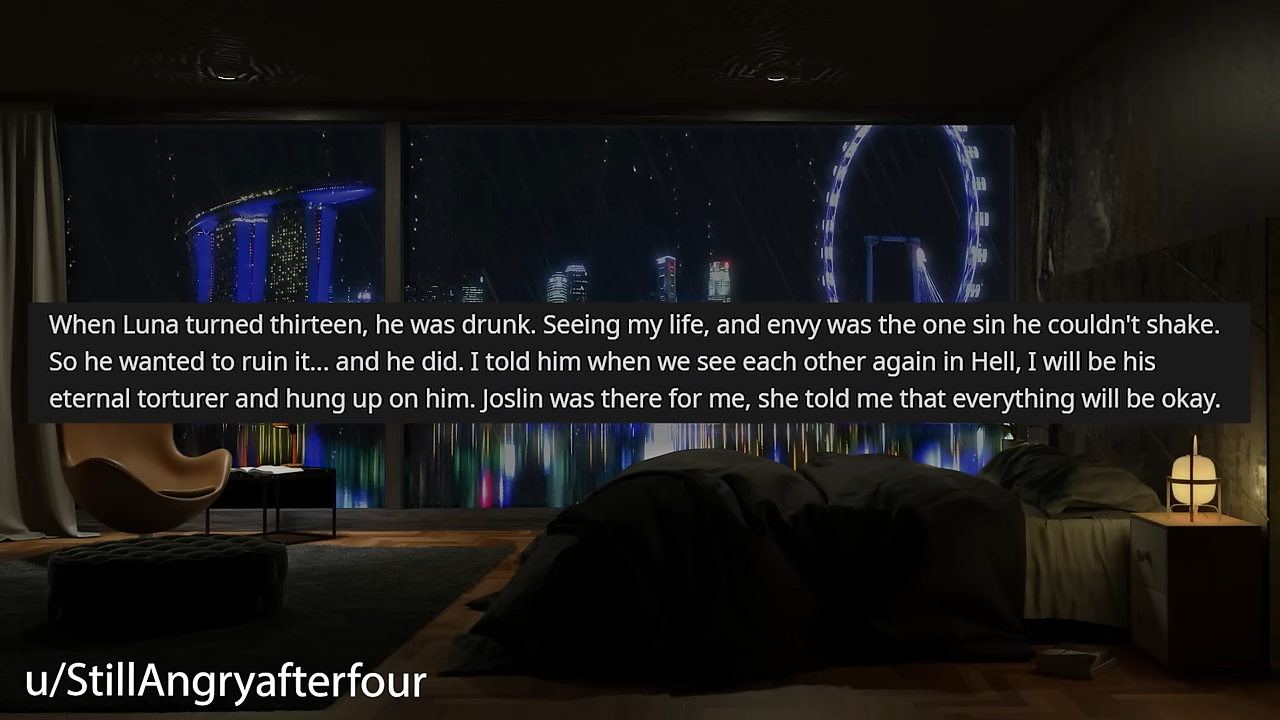 When Luna turned thirteen, he was drunk. Seeing my life, and envy was the one sin he couldn't shake.
So he wanted to ruin it... and he did. I told him when we see each other again in Hell, I will be his
eternal torturer and hung up on him. Joslin was there for me, she told me that everything will be okay.
u/StillAngryafterfour